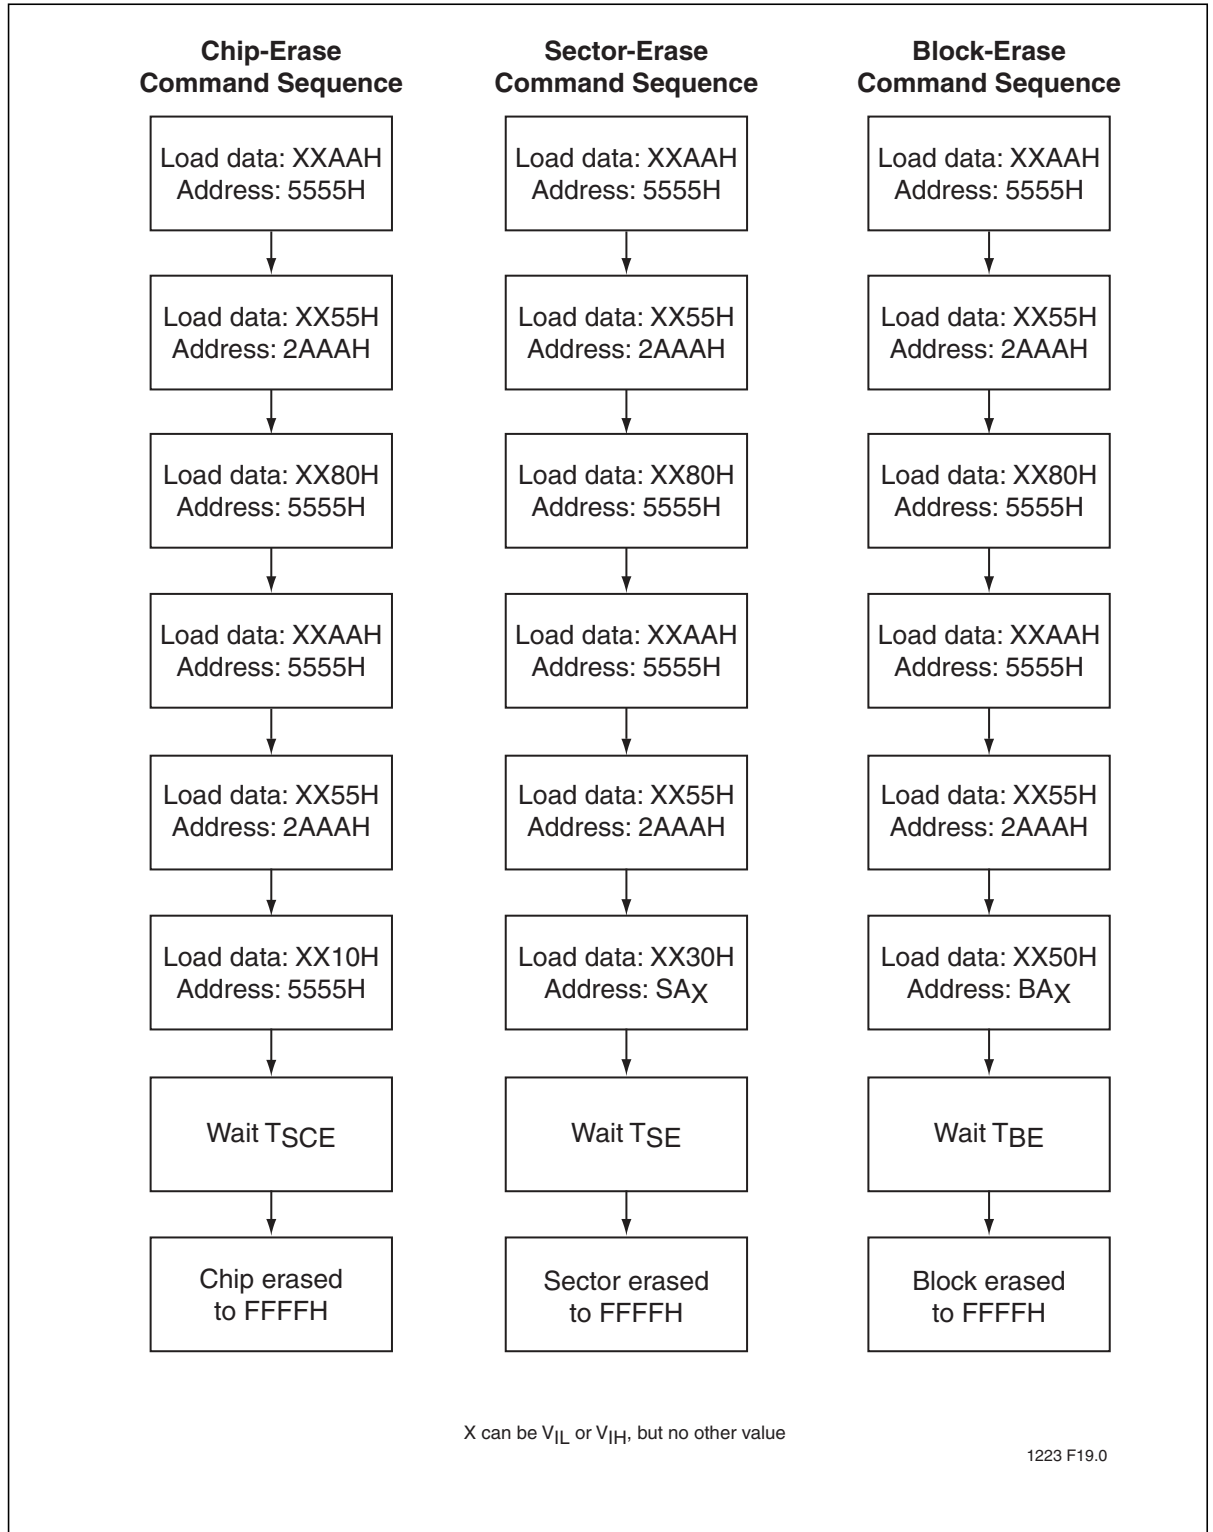 Chip-Erase
Command Sequence
Load data: XXAAH
Address: 5555H
Load data: XX55H
Address: 2AAAH
Load data: XX80H
Address: 5555H
Load data: XXAAH
Address: 5555H
Load data: XX55H
Address: 2AAAH
Load data: XX10H
Address: 5555H
Wait TSCE
Chip erased
to FFFFH
Sector-Erase
Command Sequence
Load data: XXAAH
Address: 5555H
Load data: XX55H
Address: 2AAAH
Load data: XX80H
Address: 5555H
Load data: XXAAH
Address: 5555H
Load data: XX55H
Address: 2AAAH
Load data: XX30H
Address: SAX
Wait TSE
Sector erased
to FFFFH
Block-Erase
Command Sequence
Load data: XXAAH
Address: 5555H
Load data: XX55H
Address: 2AAAH
Load data: XX80H
Address: 5555H
Load data: XXAAH
Address: 5555H
Load data: XX55H
Address: 2AAAH
Load data: XX50H
Address: BAX
Wait TBE
Block erased
to FFFFH
X can be VIL or VIH, but no other value
1223 F19.0